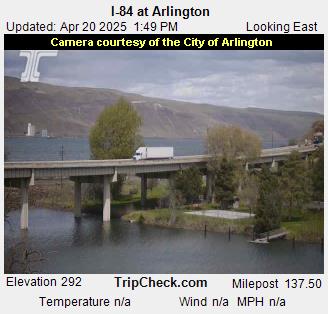 I-84 at Arlington
Updated: Apr 20 2025 1:49 PM Looking East
Camera courtesy of the City of Arlington
Elevation 292 TripCheck.com Milepost 137.50
Temperature n/a Wind n/a MPH n/a